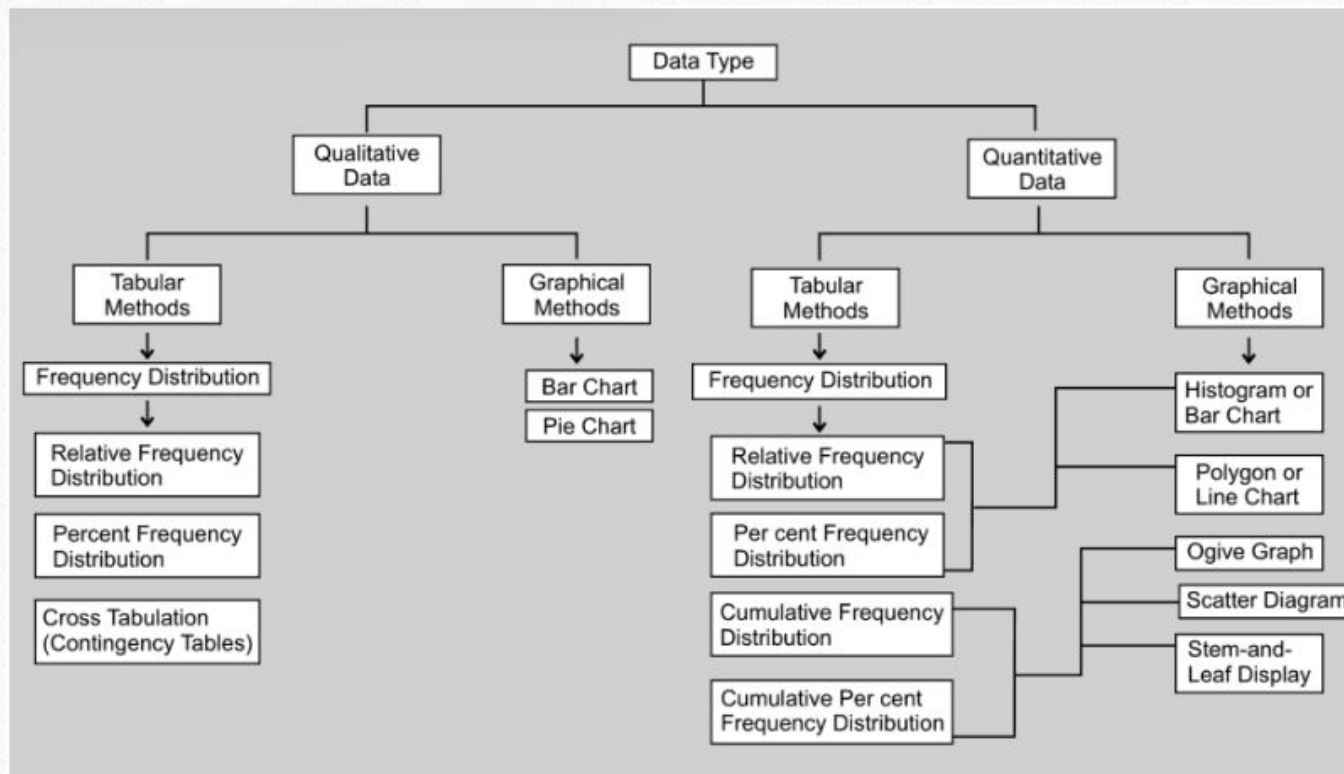 Data Type
Qualitative
Data
Quantitative
Data
Tabular
Methods
Graphical
Methods
Tabular
Methods
Graphical
Methods
Frequency Distribution
Relative Frequency
Distribution
Percent Frequency
Distribution
Cross Tabulation
(Contingency Tables)
Bar Chart
Pie Chart
Frequency Distribution
Relative Frequency
Distribution
Per cent Frequency
Distribution
Cumulative Frequency
Distribution
Cumulative Per cent
Frequency Distribution
Histogram or
Bar Chart
Polygon or
Line Chart
Ogive Graph
Scatter Diagram
Stem-and-
Leaf Display